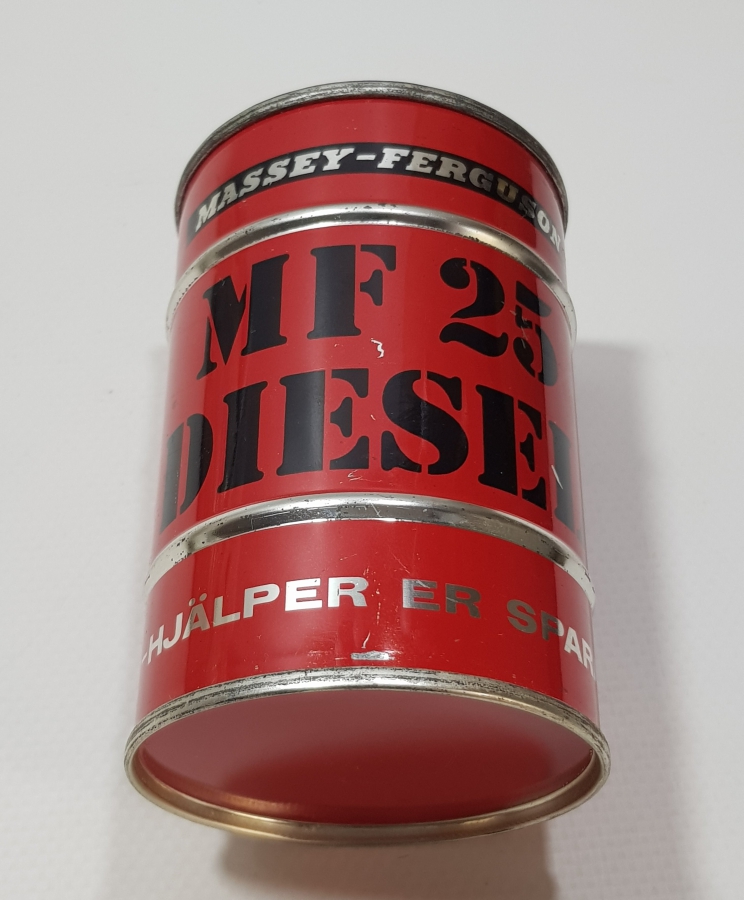 MASSEY-FERGUSON
MF 25
DIESEL
-HJÄLPER ER SPAR